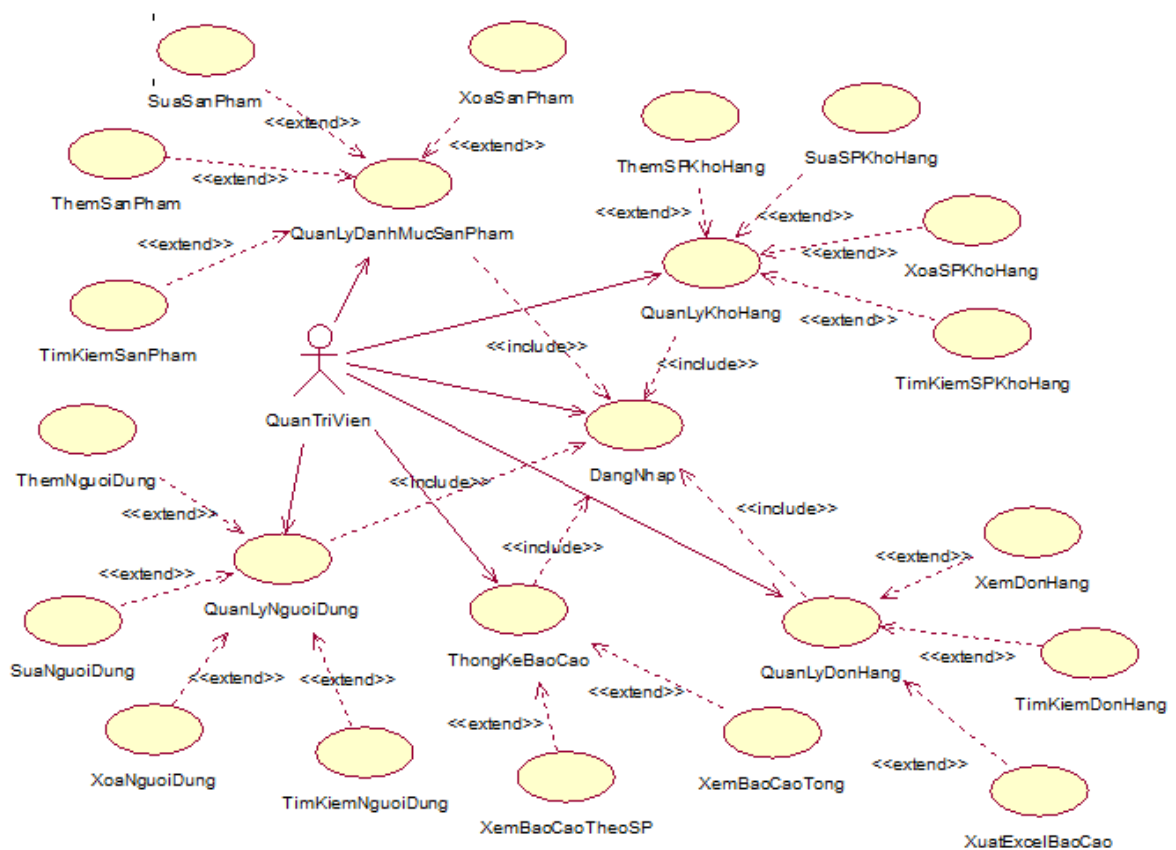 SuaSanPham
XoaSanPham
<<extend>>
<<extend>>
ThemSanPham
<<extend>>
<<extend>>
QuanLyDanhMucSanPham
TimKiemSanPham
ThemSPKhoHang
SuaSPKhoHang
<<extend>>
<<extend>>
<<extend>>
XoaSPKhoHang
QuanLyKhoHang
<<extend>>
TimKiemSPKhoHang
<<include>>
<<include>>
QuanTriVien
DangNhap
ThemNguoiDung
<<extend>>
<<include>>
<<include>>
<<include>>
<<extend>>
QuanLyNguoiDung
SuaNguoiDung
<<extend>>
<<extend>>
XoaNguoiDung
TimKiemNguoiDung
ThongKeBaoCao
<<extend>>
<<extend>>
XemBaoCaoTheoSP
XemBaoCaoTong
<<extend>>
XemDonHang
QuanLyDonHang
<<extend>>
TimKiemDonHang
<<extend>>
XuatExcelBaoCao